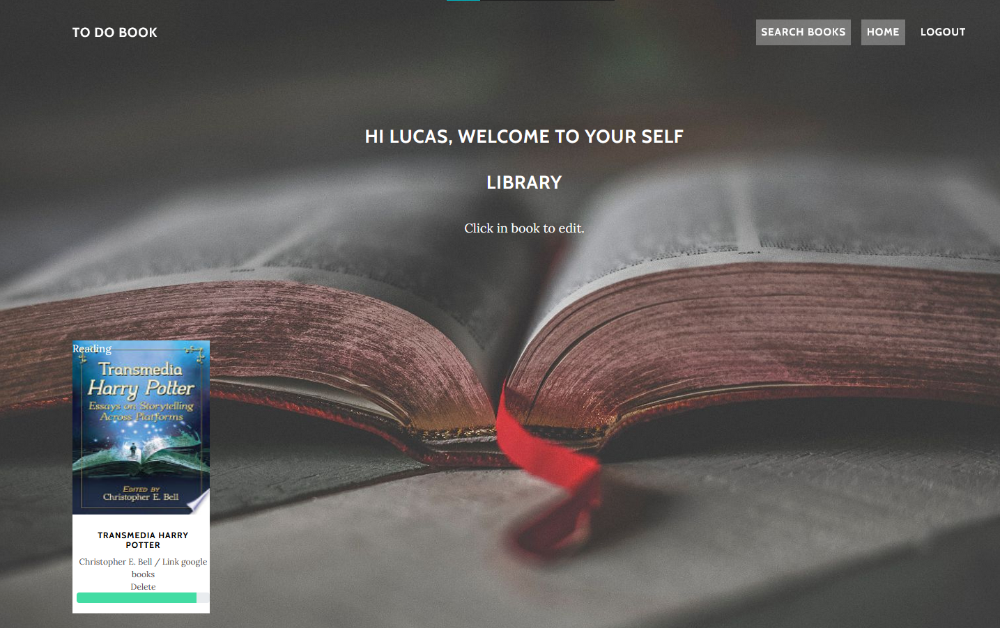 TO DO BOOK
SEARCH BOOKS
HOME
LOGOUT
HI LUCAS, WELCOME TO YOUR SELF
LIBRARY
Click in book to edit.
Reading
Transmedia
Harry Potter
Essays on Storytelling
Across Platforms
EDITED BY
Christopher E. Bell
TRANSMEDIA HARRY
POTTER
Christopher E. Bell / Link google
books
Delete